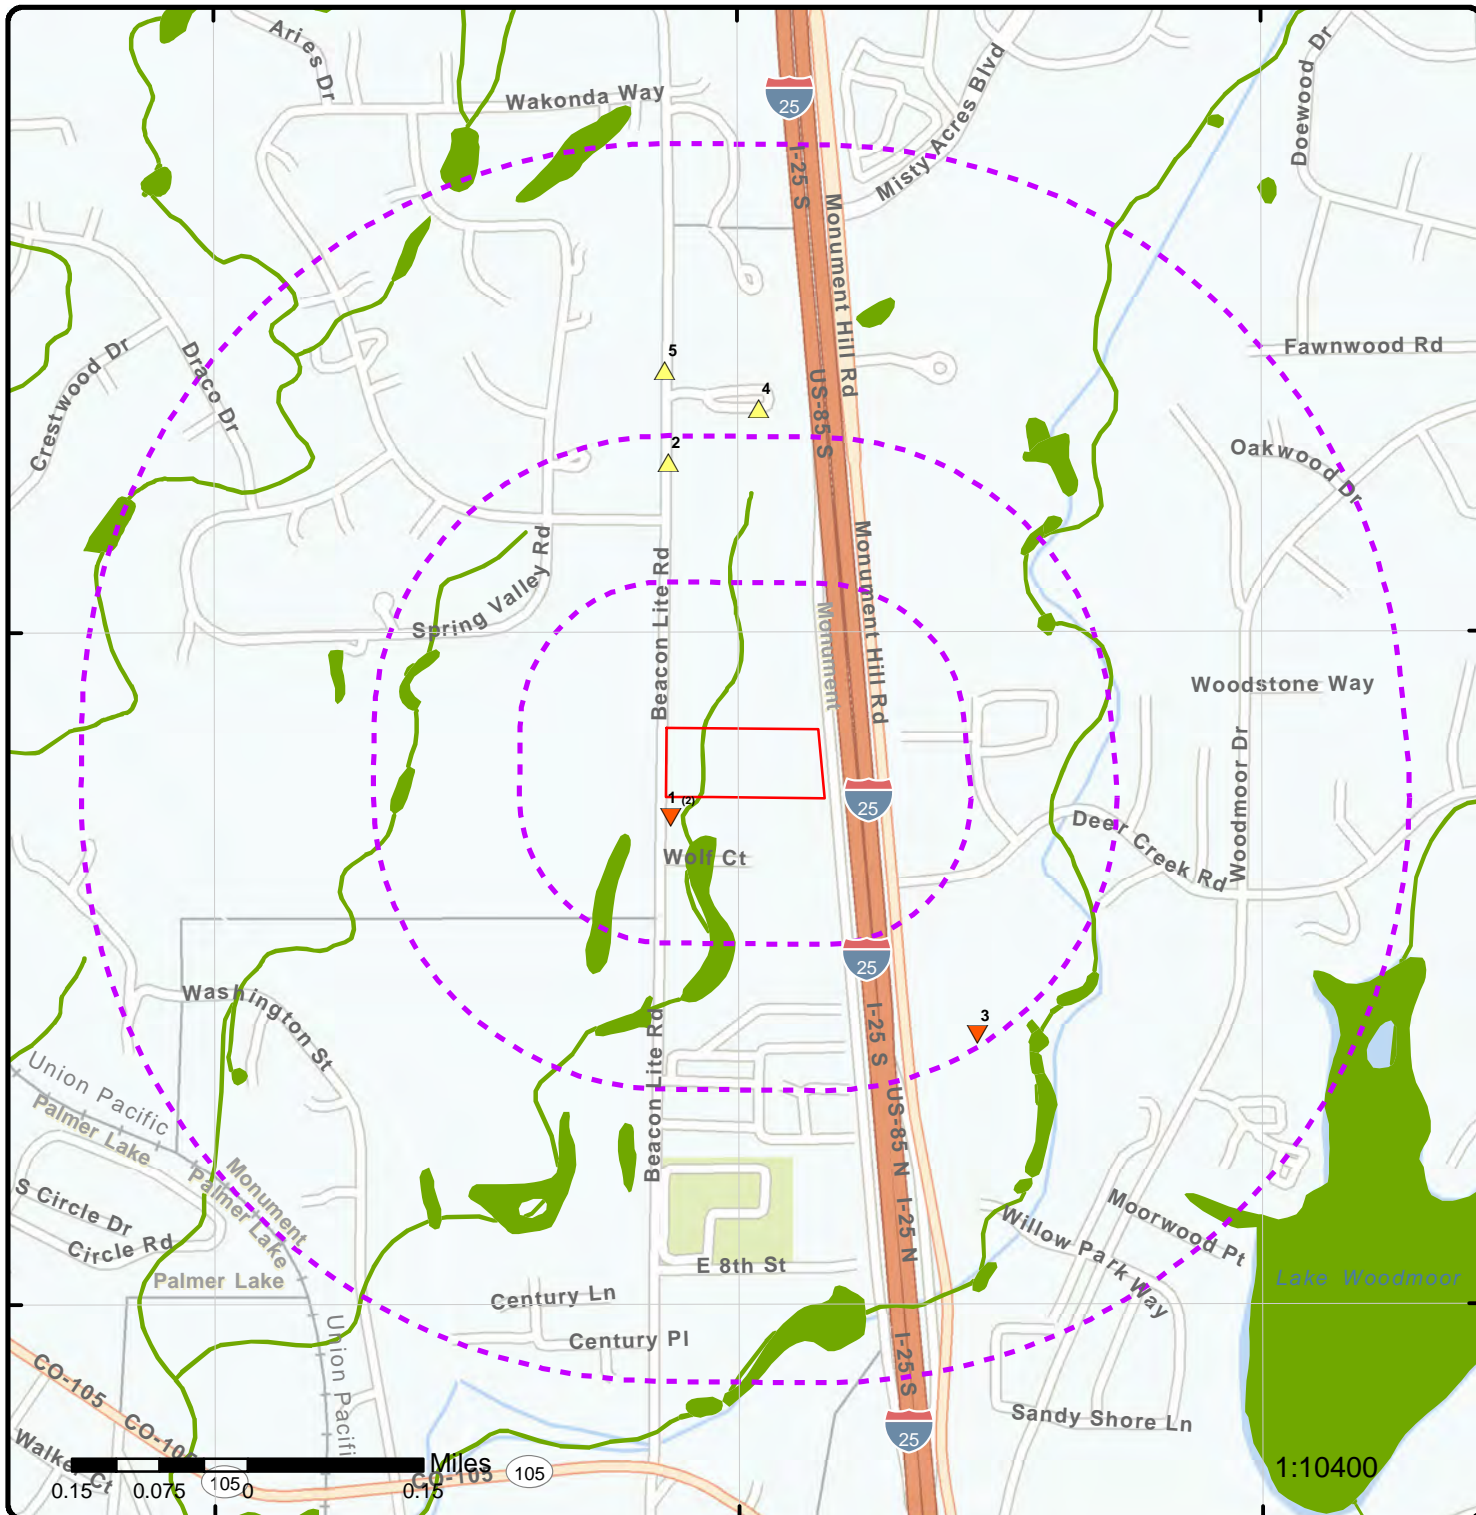 Aries Dr
Wakonda Way
25
I-25 S
Misty Acres Blvd
Doewood Dr
Monument Hill Rd
Crestwood Dr
Draco Dr
5
4
US-85 S
Fawnwood Rd
2
Oakwood Dr
Spring Valley Rd
Beacon Lite Rd
Monument
Monument Hill Rd
Woodstone Way
Woodmoor Dr
1 (2)
25
Deer Creek Rd
Wolf Ct
25
Washington St
Beacon Lite Rd
I-25 S
3
Union Pacific
Palmer Lake
Monument
Palmer Lake
US-85 N
S Circle Dr
Circle Rd
I-25 N
Moorwood Pt
Willow Park Way
Palmer Lake
E 8th St
Lake Woodmoor
Century Ln
Union Pacifi
Century Pl
I-25 S
CO-105
CO-105
Sandy Shore Ln
25
Walker Ct
Miles
CO-105
105
105
1:10400
0.15 0.075 0 0.15